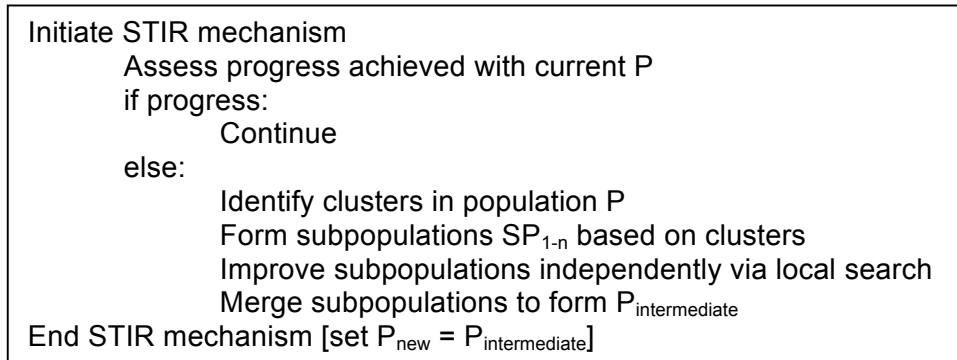 Initiate STIR mechanism
Assess progress achieved with current P
if progress:
Continue
else:
Identify clusters in population P
Form subpopulations SP1-n based on clusters
Improve subpopulations independently via local search
Merge subpopulations to form Pintermediate
End STIR mechanism [set Pnew = Pintermediate]